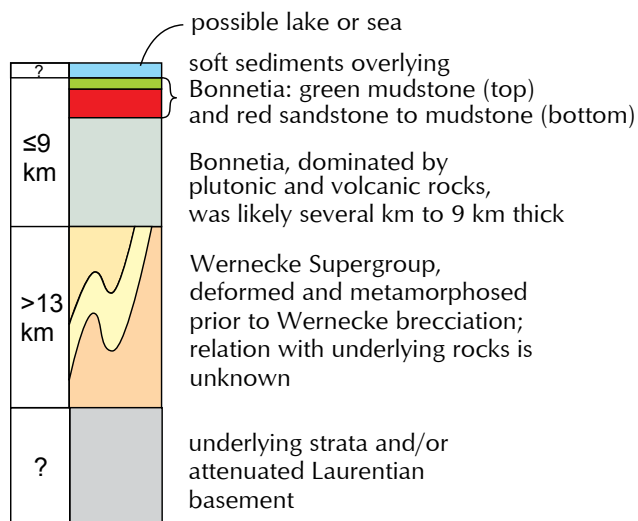 possible lake or sea
?
soft sediments overlying
Bonnetia: green mudstone (top)
and red sandstone to mudstone (bottom)
≤9
km
Bonnetia, dominated by
plutonic and volcanic rocks,
was likely several km to 9 km thick
>13
km
Wernecke Supergroup,
deformed and metamorphosed
prior to Wernecke brecciation;
relation with underlying rocks is
unknown
?
underlying strata and/or
attenuated Laurentian
basement